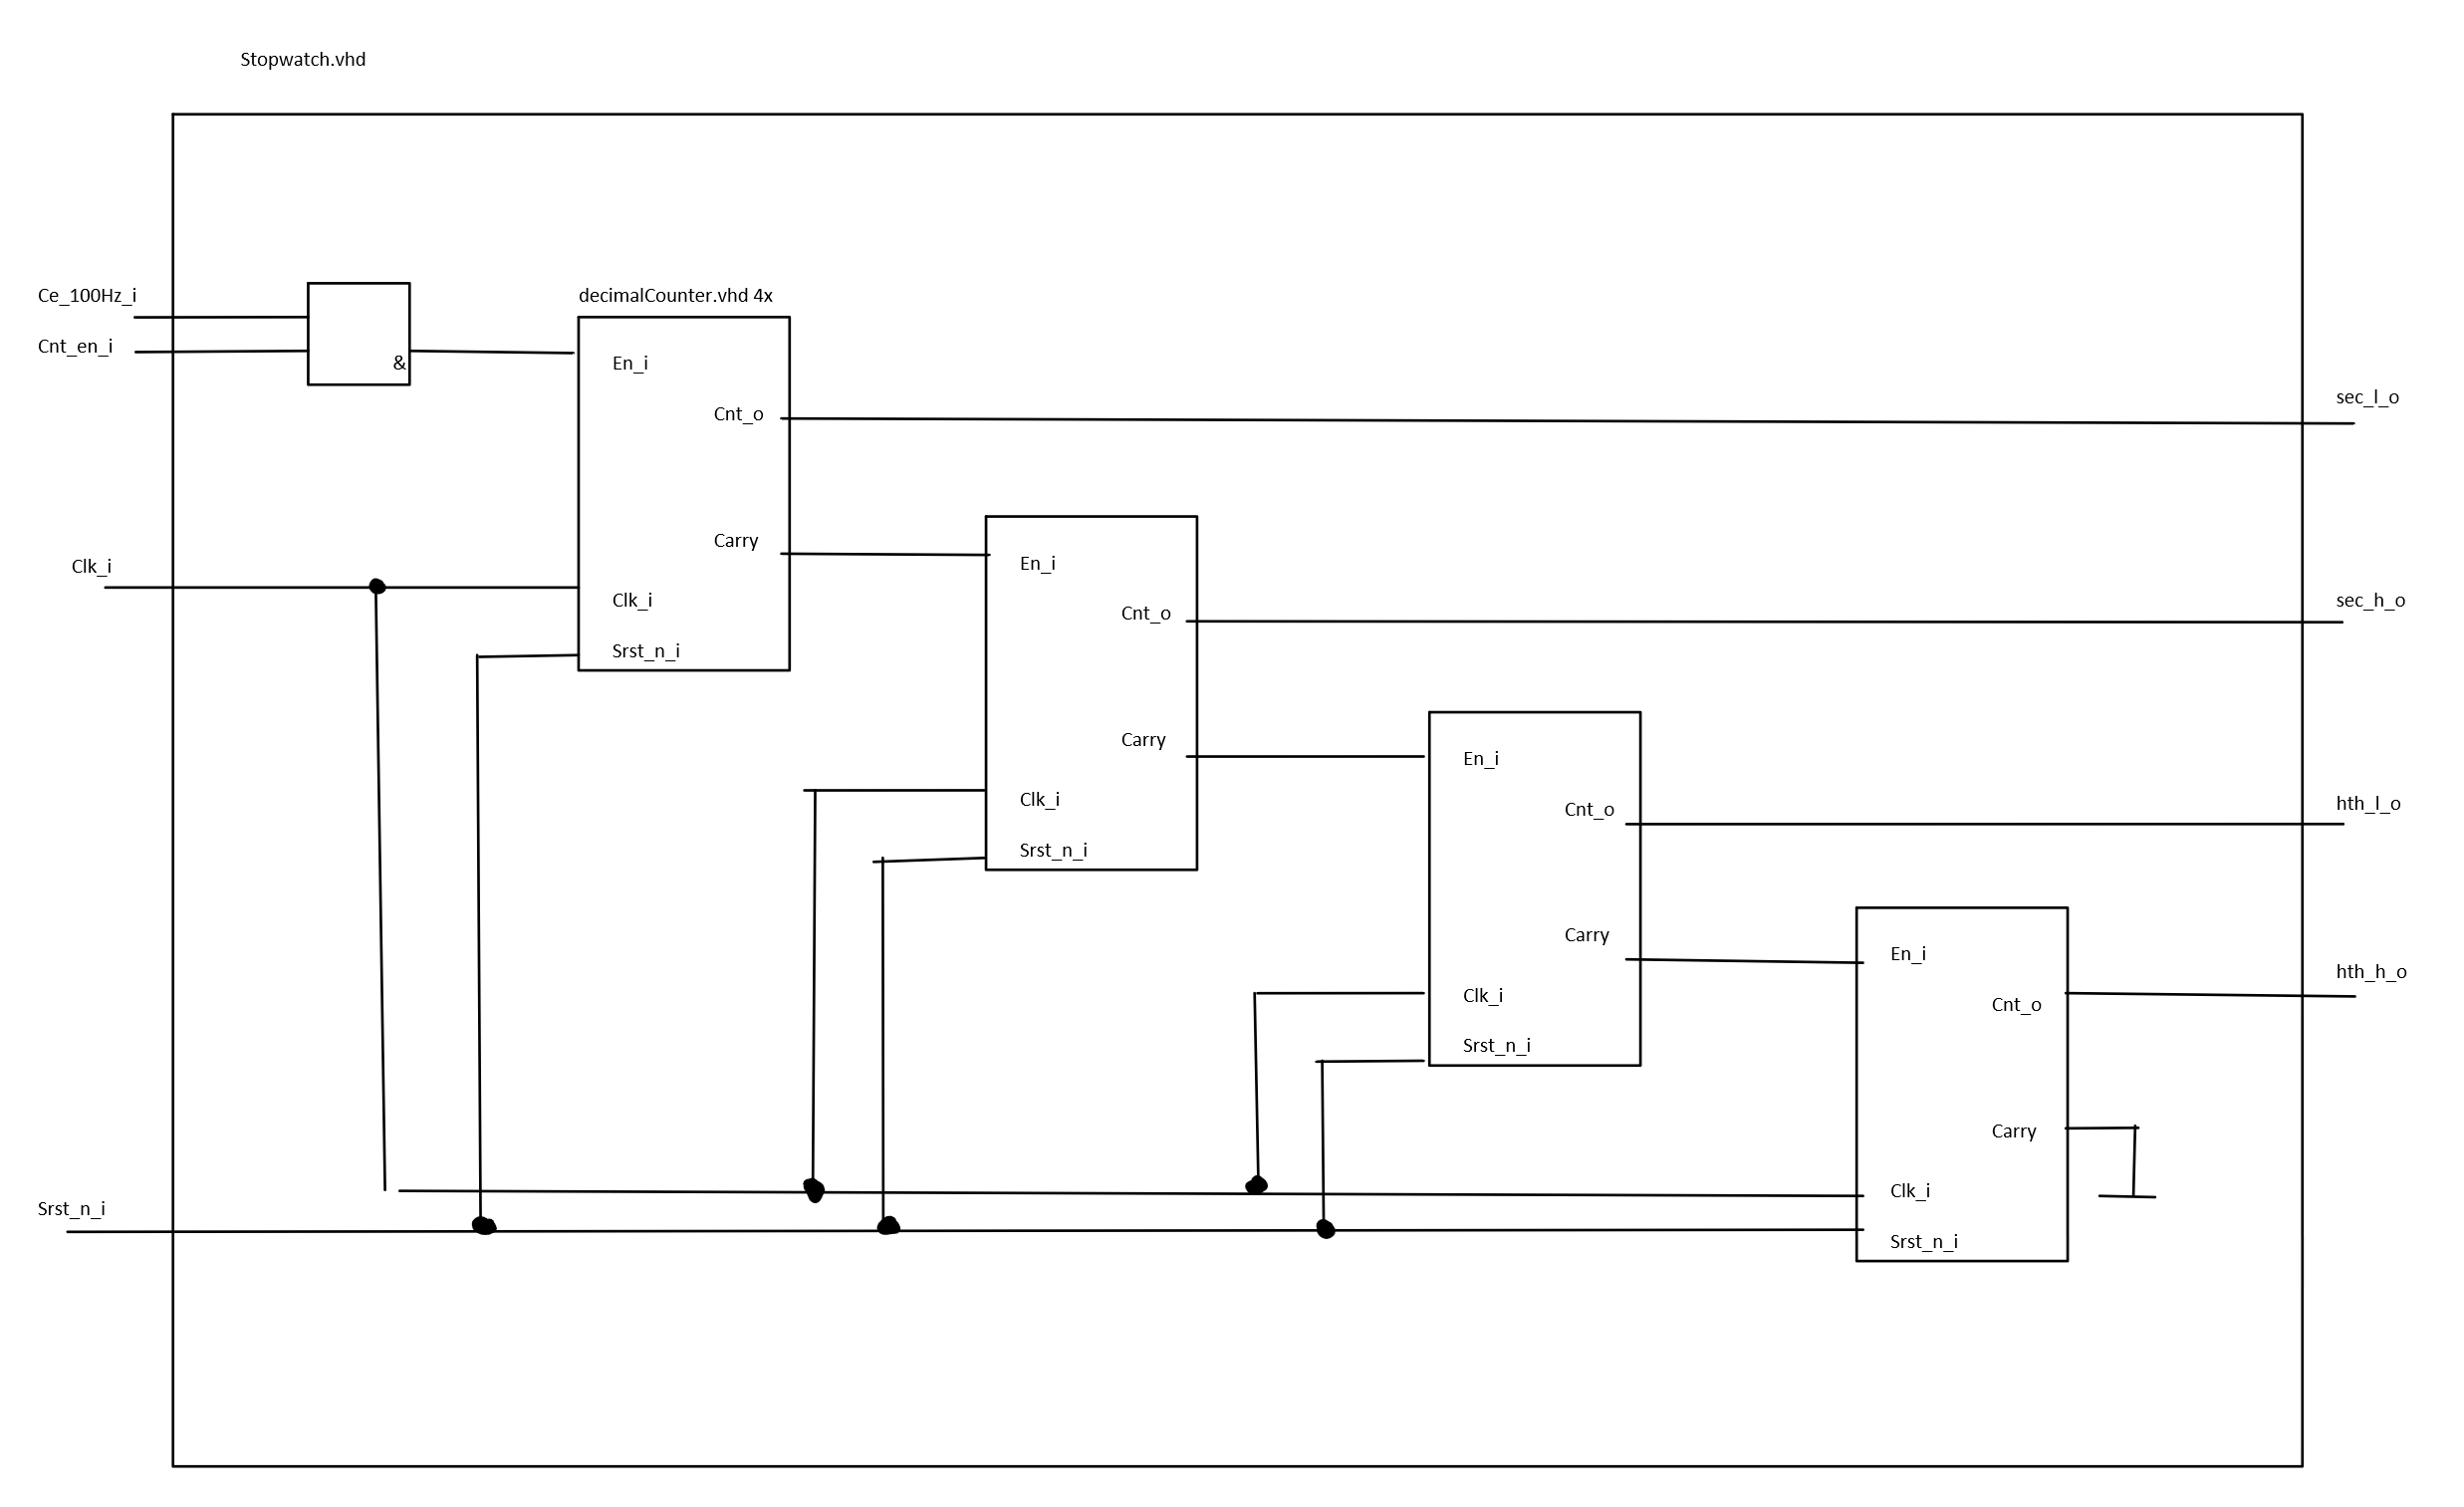 Stopwatch.vhd
Ce_100Hz_i
decimalCounter.vhd 4x
Cnt_en_i
&
En_i
Cnt_o
sec_l_o
Carry
Clk_i
Clk_i
Srst_n_i
En_i
Cnt_o
sec_h_o
Carry
Clk_i
Srst_n_i
En_i
Cnt_o
hth_l_o
Carry
Clk_i
Srst_n_i
En_i
Cnt_o
hth_h_o
Carry
Clk_i
Srst_n_i
Srst_n_i